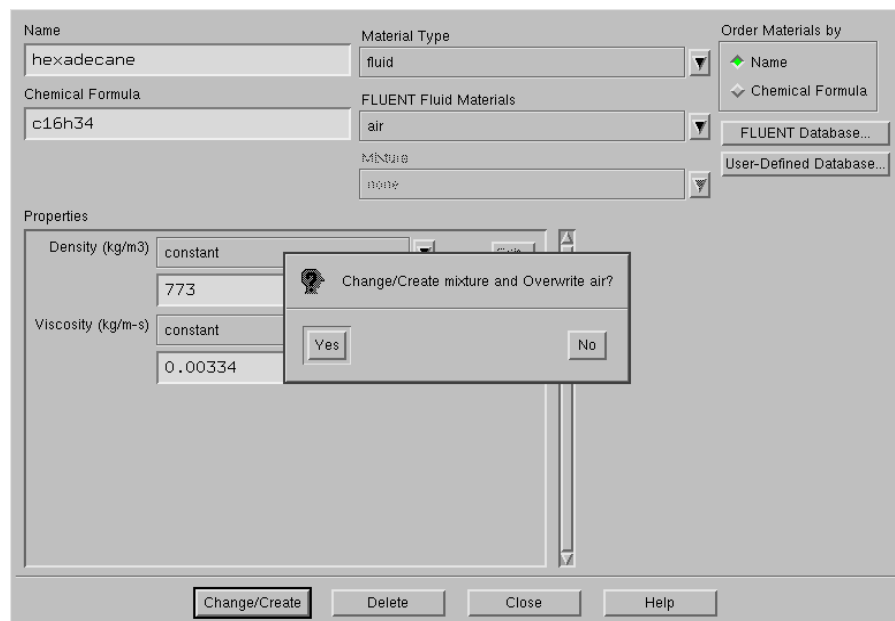 Name
hexadecane
Chemical Formula
c16h34
Material Type
fluid
FLUENT Fluid Materials
air
Mixture
none
Order Materials by
Name
Chemical Formula
FLUENT Database...
User-Defined Database...
Properties
Density (kg/m3)
constant
773
Viscosity (kg/m-s)
constant
0.00334
Change/Create mixture and Overwrite air?
Yes
No
Change/Create
Delete
Close
Help